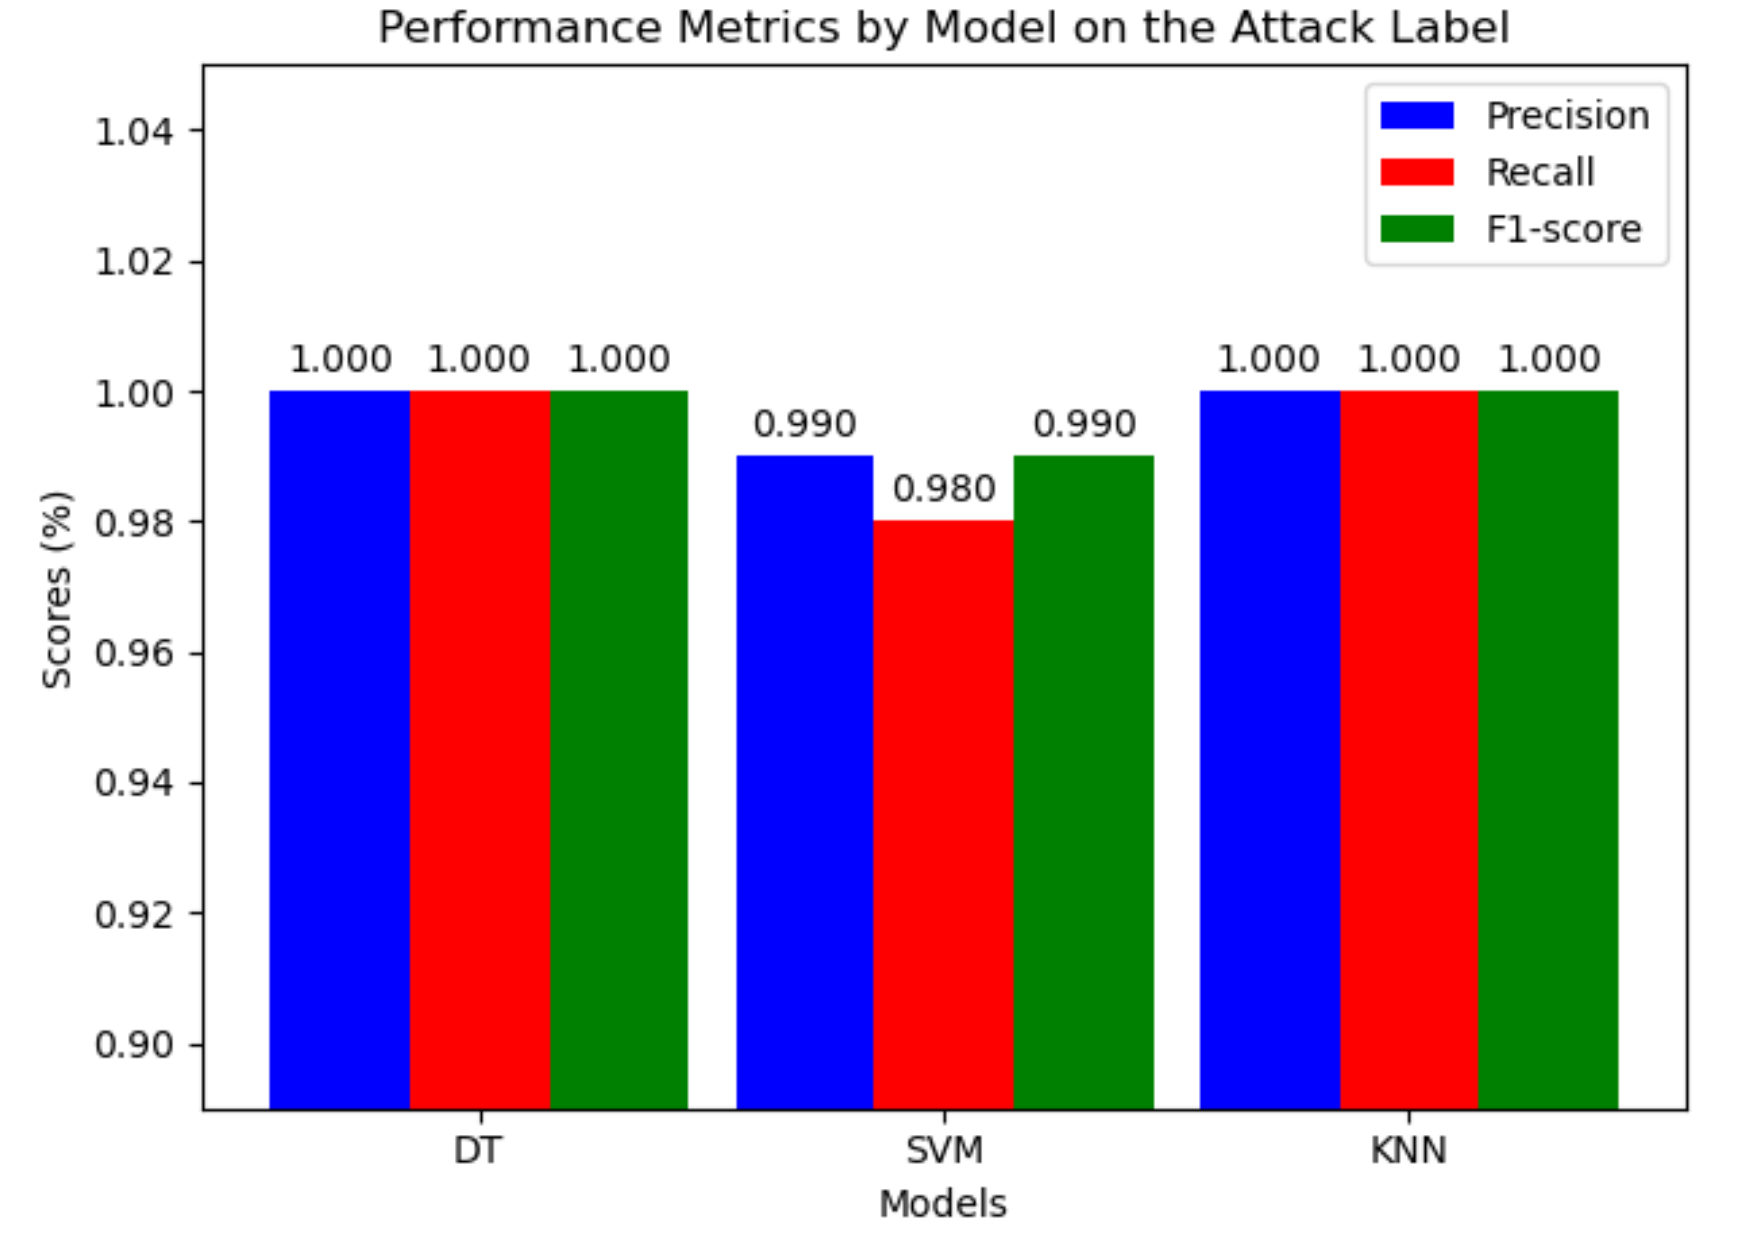 Performance Metrics by Model on the Attack Label
Precision
Recall
F1-score
1.04
1.02
1.00
0.98
0.96
0.94
0.92
0.90
Scores (%)
1.000 1.000 1.000
0.990 0.980 0.990
1.000 1.000 1.000
DT SVM KNN
Models